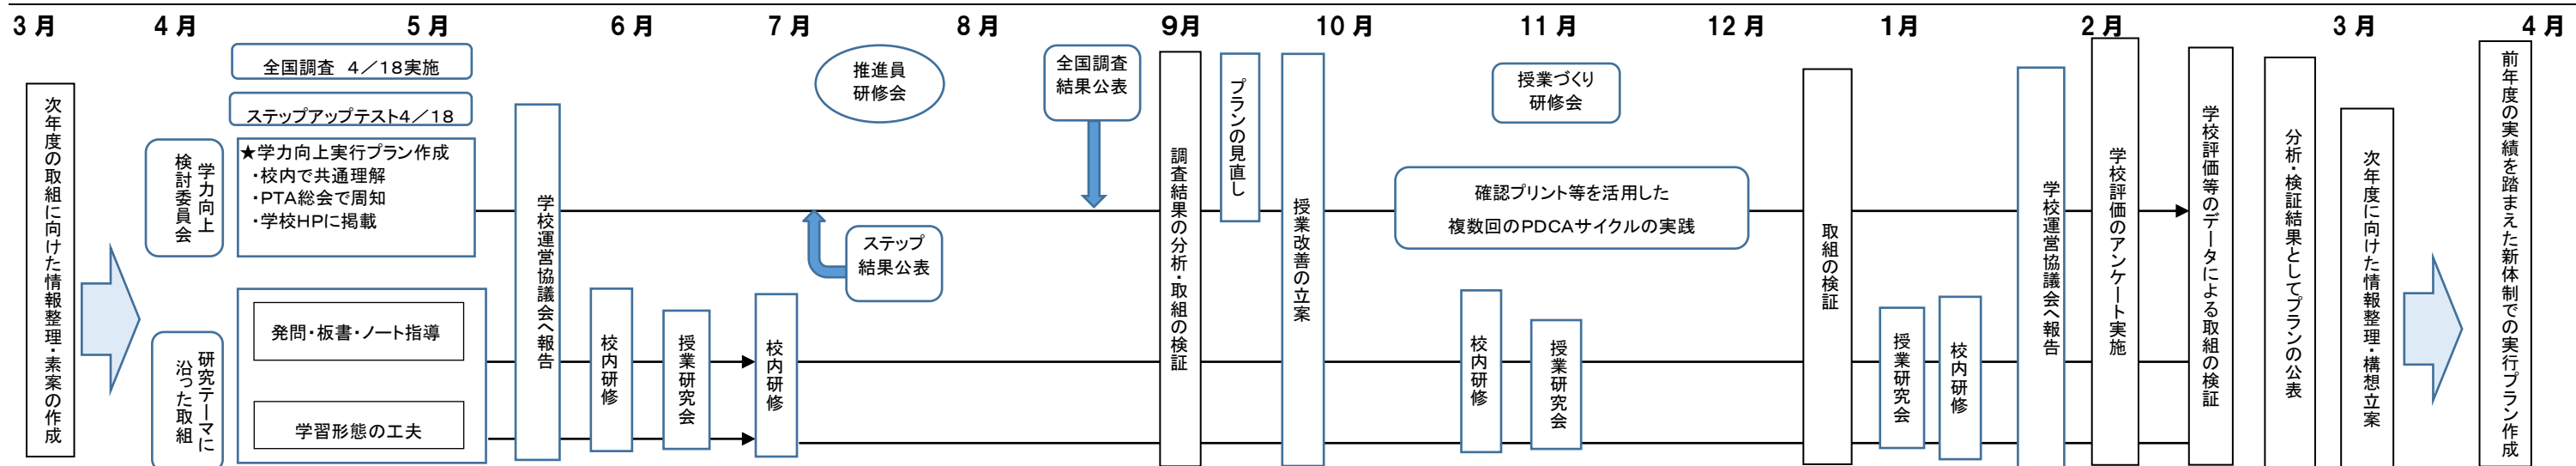 3月 4月 5月 6月 7月 8月 9月 10月 11月 12月 1月 2月 3月 4月
次年度の取組に向けた情報整理・素案の作成
全国調査 4/18実施
ステップアップテスト4/18
学力向上
検討委員会
★学力向上実行プラン作成
・校内で共通理解
・PTA総会で周知
・学校HPに掲載
研究テーマに
沿った取組
発問・板書・ノート指導
学習形態の工夫
学校運営協議会へ報告
校内研修
授業研究会
校内研修
推進員
研修会
ステップ
結果公表
全国調査
結果公表
調査結果の分析・取組の検証
プランの見直し
授業改善の立案
授業づくり
研修会
確認プリント等を活用した
複数回のPDCAサイクルの実践
校内研修
授業研究会
取組の検証
授業研究会
校内研修
学校運営協議会へ報告
学校評価のアンケート実施
学校評価等のデータによる取組の検証
分析・検証結果としてプランの公表
次年度に向けた情報整理・構想立案
前年度の実績を踏まえた新体制での実行プラン作成